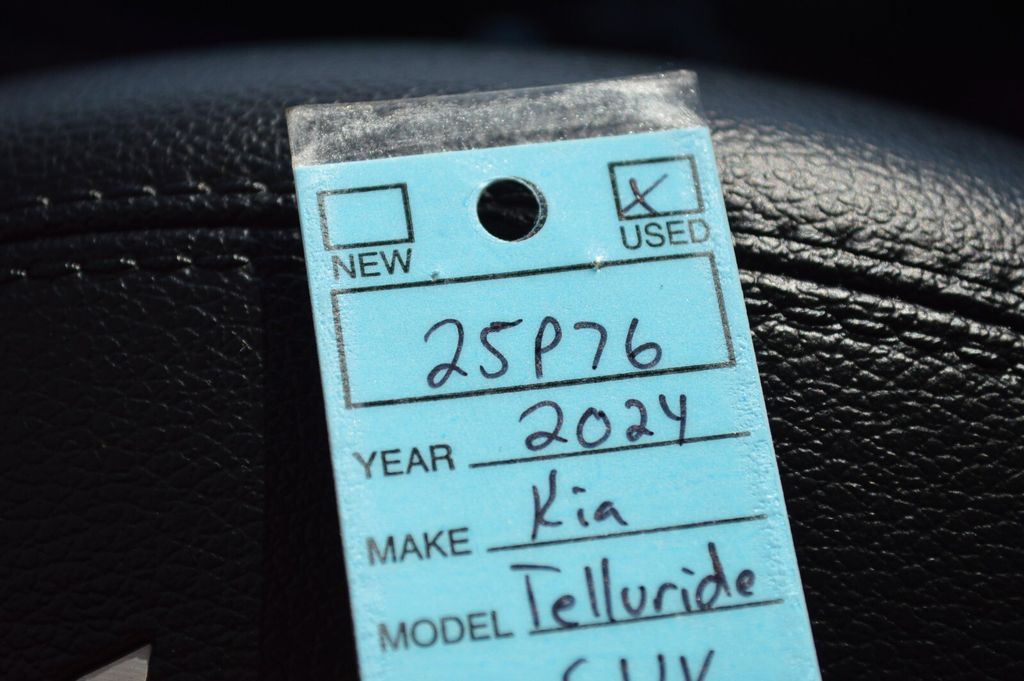 NEW X USED
25P76
YEAR 2024
MAKE Kia
MODEL Telluride